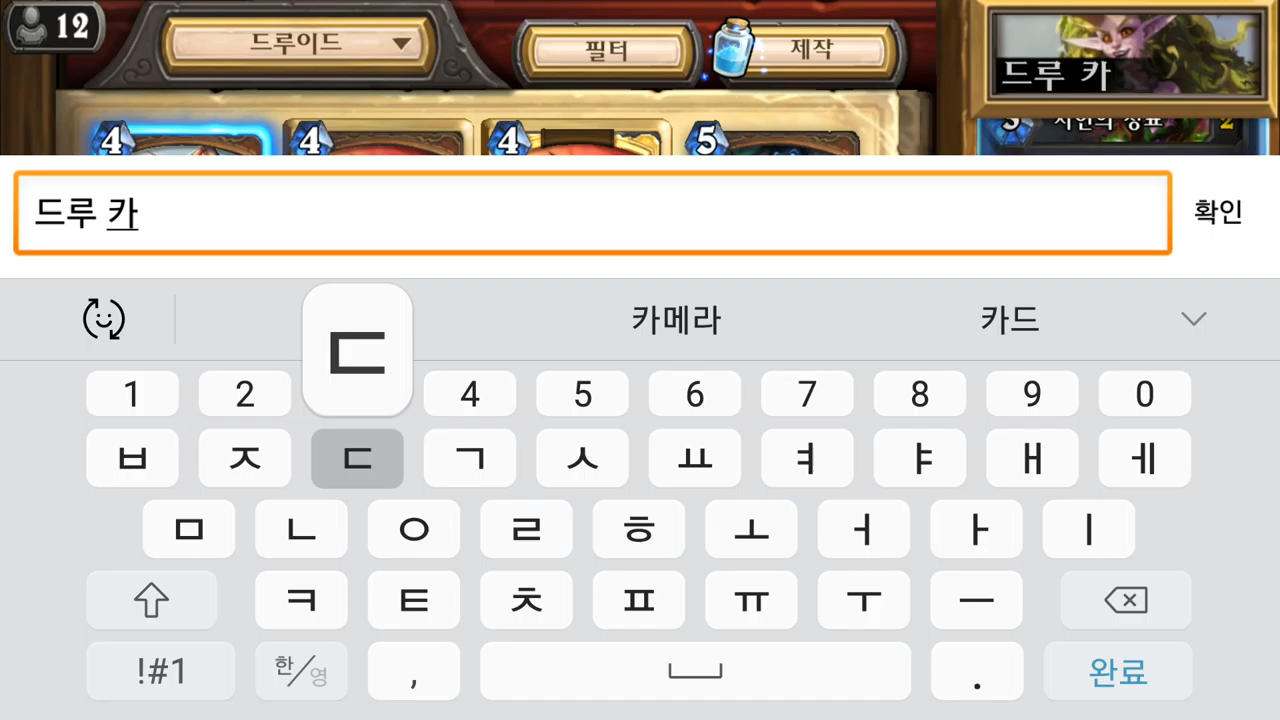 12
드루이드
필터
제작
드루 카
4
4
4
5
3
2
드루 카
확인
ㄷ
카메라
카드
1 2 4 5 6 7 8 9 0
ㅂ ㅈ ㄷ ㄱ ㅅ ㅛ ㅕ ㅑ ㅐ ㅔ
ㅁ ㄴ ㅇ ㄹ ㅎ ㅗ ㅓ ㅏ ㅣ
ㅋ ㅌ ㅊ ㅍ ㅠ ㅜ ㅡ
!#1 한/영 , . 완료